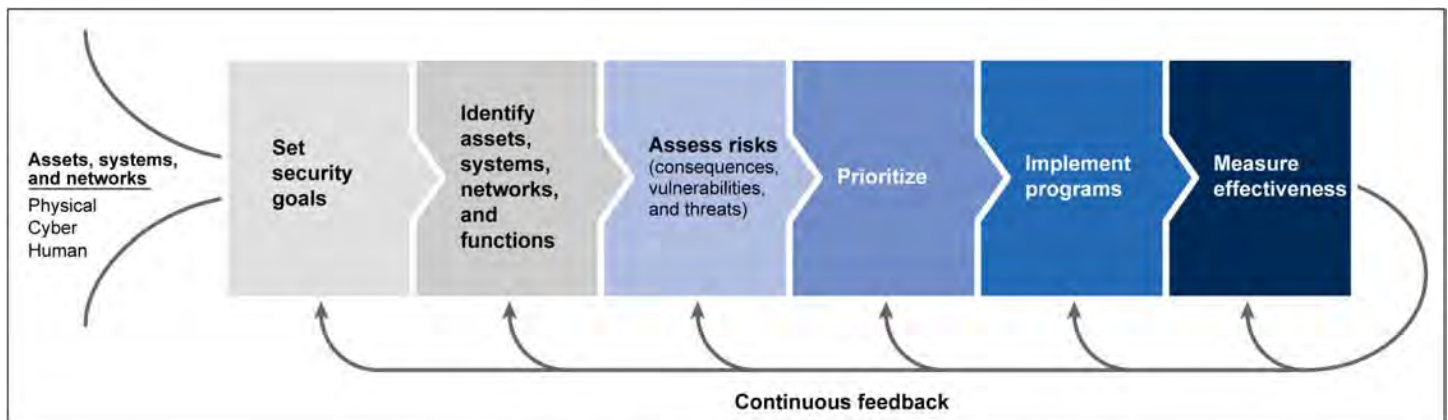 Assets, systems,
and networks
Physical
Cyber
Human
Set
security
goals
Identify
assets,
systems,
networks,
and
functions
Assess risks
(consequences,
vulnerabilities,
and threats)
Prioritize
Implement
programs
Measure
effectiveness
Continuous feedback